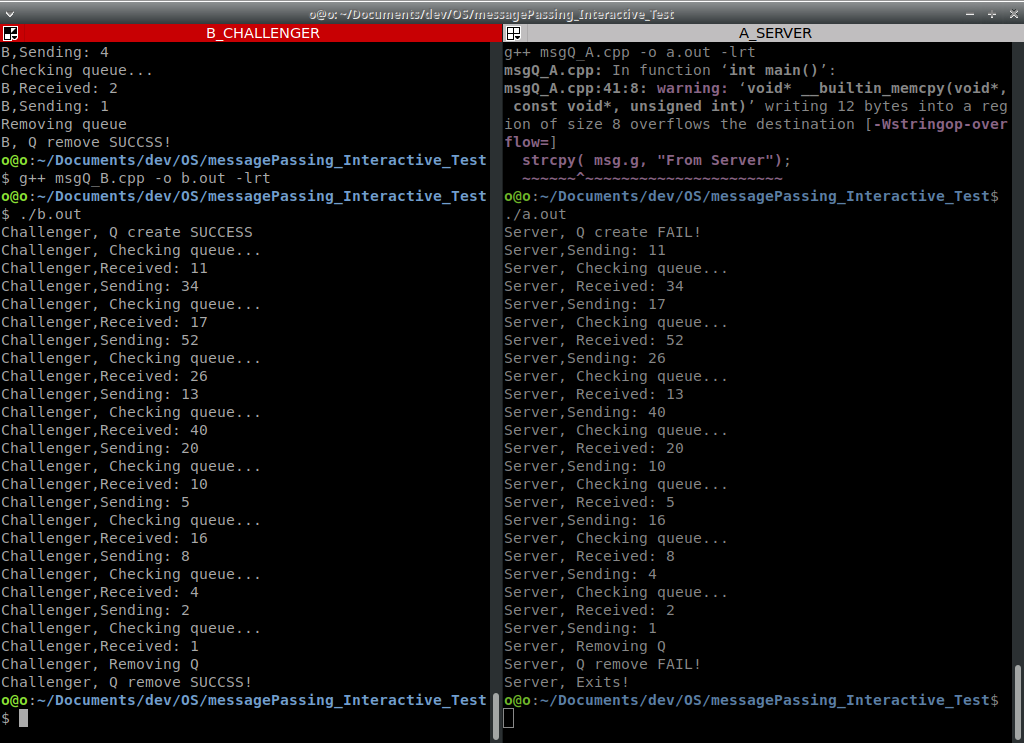 o@o: ~/Documents/dev/OS/messagePassing_Interactive_Test
B_CHALLENGER
B,Sending: 4
Checking queue...
B,Received: 2
B,Sending: 1
Removing queue
B, Q remove SUCCSS!
o@o:~/Documents/dev/OS/messagePassing_Interactive_Test
$ g++ msgQ_B.cpp -o b.out -lrt
o@o:~/Documents/dev/OS/messagePassing_Interactive_Test
$ ./b.out
Challenger, Q create SUCCESS
Challenger, Checking queue...
Challenger,Received: 11
Challenger,Sending: 34
Challenger, Checking queue...
Challenger,Received: 17
Challenger,Sending: 52
Challenger, Checking queue...
Challenger,Received: 26
Challenger,Sending: 13
Challenger, Checking queue...
Challenger,Received: 40
Challenger,Sending: 20
Challenger, Checking queue...
Challenger,Received: 10
Challenger,Sending: 5
Challenger, Checking queue...
Challenger,Received: 16
Challenger,Sending: 8
Challenger, Checking queue...
Challenger,Received: 4
Challenger,Sending: 2
Challenger, Checking queue...
Challenger,Received: 1
Challenger, Removing Q
Challenger, Q remove SUCCSS!
o@o:~/Documents/dev/OS/messagePassing_Interactive_Test
$
A_SERVER
g++ msgQ_A.cpp -o a.out -lrt
msgQ_A.cpp: In function ‘int main()’:
msgQ_A.cpp:41:8: warning: ‘void* __builtin_memcpy(void*,
 const void*, unsigned int)’ writing 12 bytes into a reg
ion of size 8 overflows the destination [-Wstringop-over
flow=]
  strcpy( msg.g, "From Server");
  ~~~~~~^~~~~~~~~~~~~~~~~~~~~~~
o@o:~/Documents/dev/OS/messagePassing_Interactive_Test$
./a.out
Server, Q create FAIL!
Server,Sending: 11
Server, Checking queue...
Server, Received: 34
Server,Sending: 17
Server, Checking queue...
Server, Received: 52
Server,Sending: 26
Server, Checking queue...
Server, Received: 13
Server,Sending: 40
Server, Checking queue...
Server, Received: 20
Server,Sending: 10
Server, Checking queue...
Server, Received: 5
Server,Sending: 16
Server, Checking queue...
Server, Received: 8
Server,Sending: 4
Server, Checking queue...
Server, Received: 2
Server,Sending: 1
Server, Removing Q
Server, Q remove FAIL!
Server, Exits!
o@o:~/Documents/dev/OS/messagePassing_Interactive_Test$